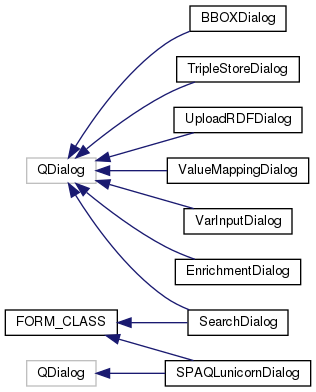 BBOXDialog
TripleStoreDialog
UploadRDFDialog
QDialog
ValueMappingDialog
VarInputDialog
EnrichmentDialog
FORM_CLASS
SearchDialog
QDialog
SPAQLunicornDialog